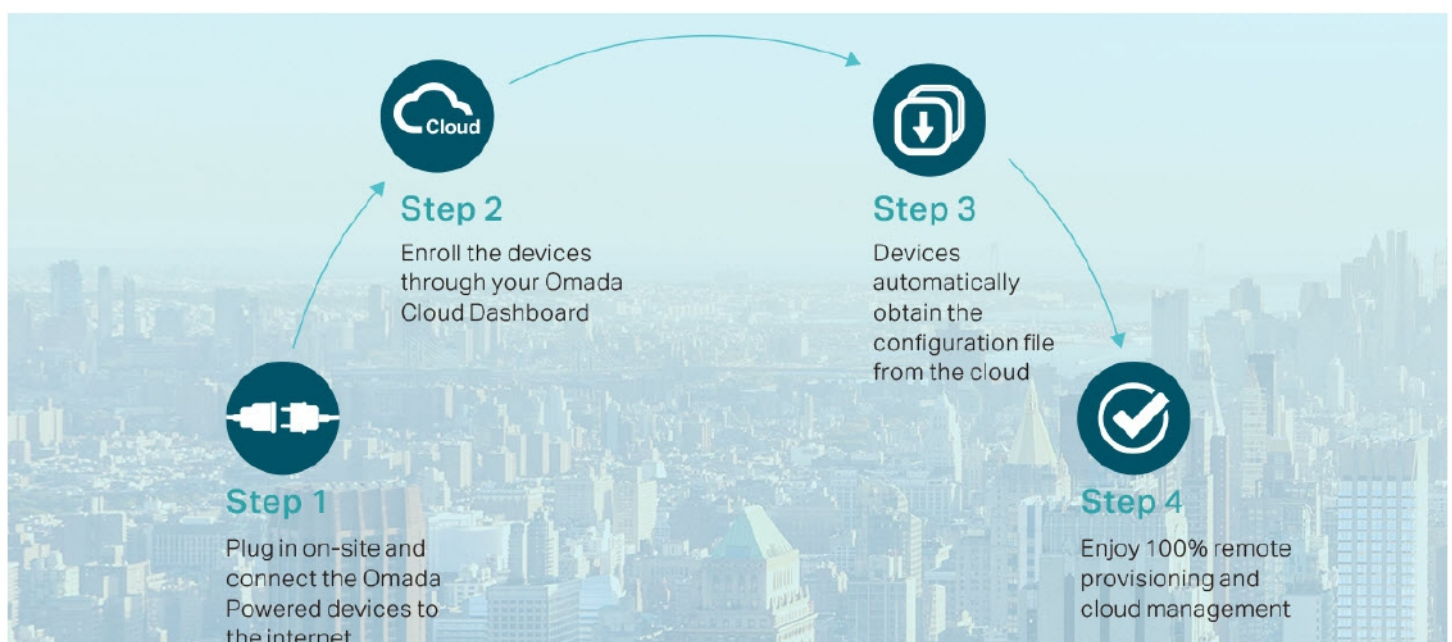 Cloud
Step 2
Enroll the devices
through your Omada
Cloud Dashboard
Step 3
Devices
automatically
obtain the
configuration file
from the cloud
Step 1
Plug in on-site and
connect the Omada
Powered devices to
the internet
Step 4
Enjoy 100% remote
provisioning and
cloud management